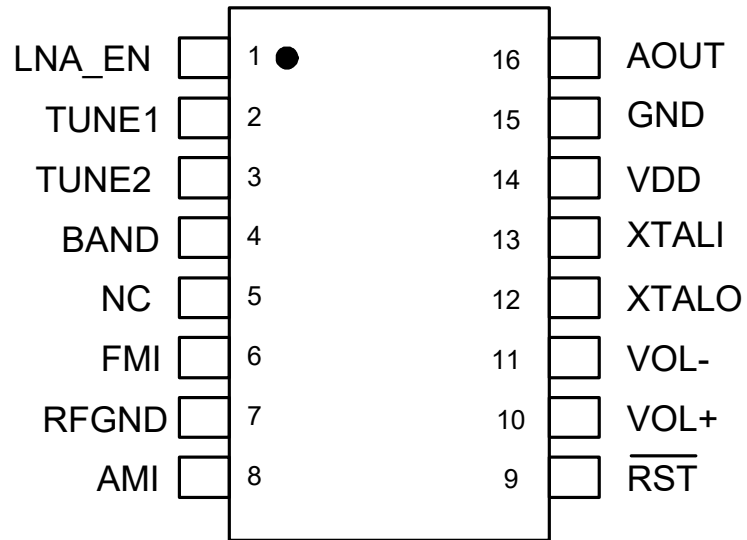 LNA_EN 1 16 AOUT
TUNE1 2 15 GND
TUNE2 3 14 VDD
BAND 4 13 XTALI
NC 5 12 XTALO
FMI 6 11 VOL-
RFGND 7 10 VOL+
AMI 8 9 R̅S̅T̅